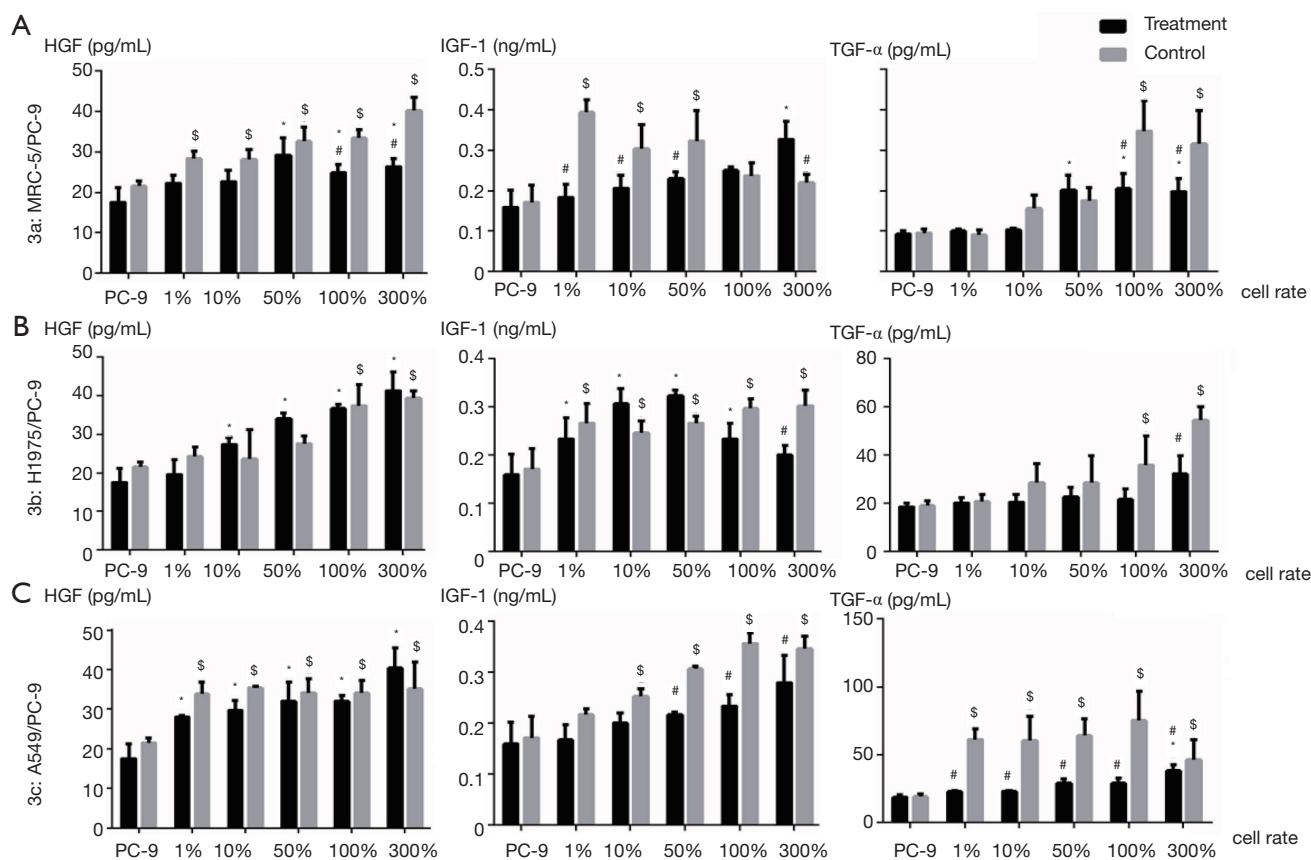 A
Treatment
Control
HGF (pg/mL)
IGF-1 (ng/mL)
TGF-α (pg/mL)
3a: MRC-5/PC-9
50
40
30
20
10
0
$ $ * $ * # $ * # $
PC-9 1% 10% 50% 100% 300%
0.5
0.4
0.3
0.2
0.1
0
# $ # $ # $ * #
PC-9 1% 10% 50% 100% 300%
* # * $ # * $
PC-9 1% 10% 50% 100% 300%
cell rate
B
HGF (pg/mL)
IGF-1 (ng/mL)
TGF-α (pg/mL)
3b: H1975/PC-9
50
40
30
20
10
0
* * * $ * $
PC-9 1% 10% 50% 100% 300%
0.4
0.3
0.2
0.1
0
* $ * $ * $ * $ # $
PC-9 1% 10% 50% 100% 300%
80
60
40
20
0
$ # $
PC-9 1% 10% 50% 100% 300%
cell rate
C
HGF (pg/mL)
IGF-1 (ng/mL)
TGF-α (pg/mL)
3c: A549/PC-9
50
40
30
20
10
0
* $ * $ * $ * $ * $
PC-9 1% 10% 50% 100% 300%
0.4
0.3
0.2
0.1
0
$ # $ # $ # $
PC-9 1% 10% 50% 100% 300%
150
100
50
0
# $ # $ # $ # $ # * $
PC-9 1% 10% 50% 100% 300%
cell rate